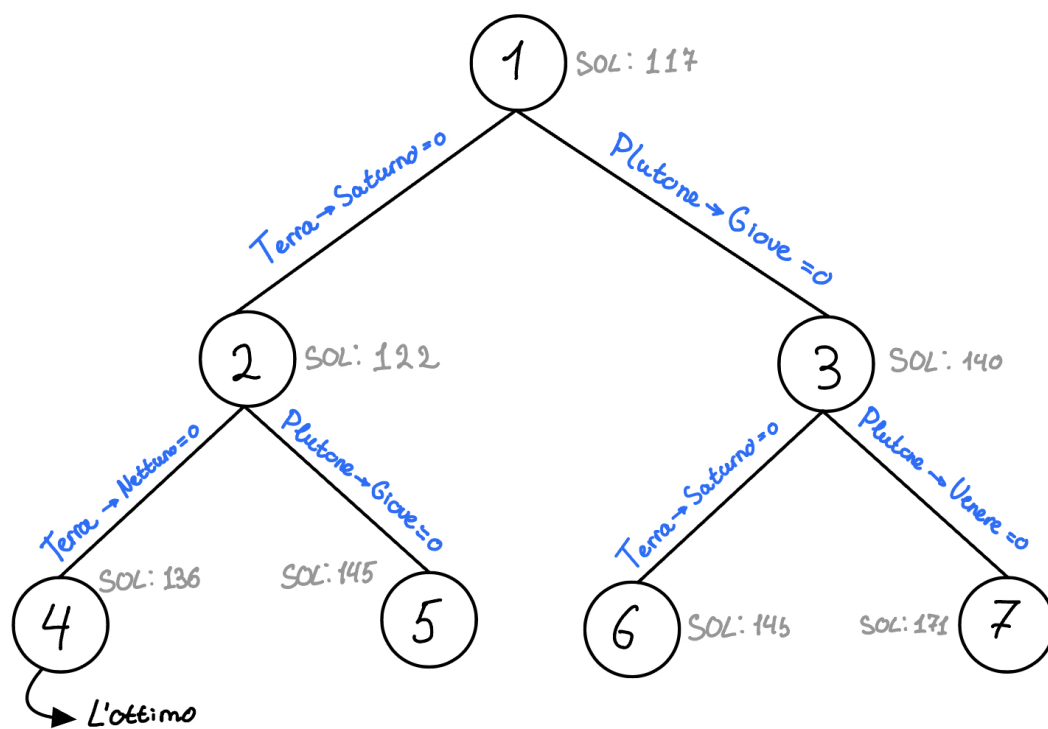 1
SOL: 117
Terra→Saturno=0
Plutone→Giove=0
2
SOL: 122
3
SOL: 140
Terra→Nettuno=0
Plutone→Giove=0
Terra→Saturno=0
Plutone→Venere=0
4
SOL: 136
SOL: 145
5
6
SOL: 145
SOL: 171
7
L'ottimo